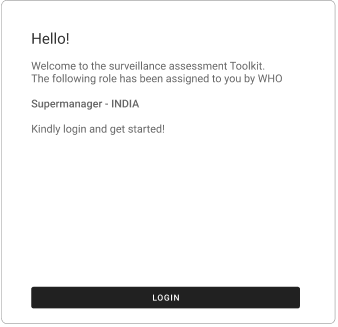 Hello!
Welcome to the surveillance assessment Toolkit.
The following role has been assigned to you by WHO
Supermanager - INDIA
Kindly login and get started!
LOGIN